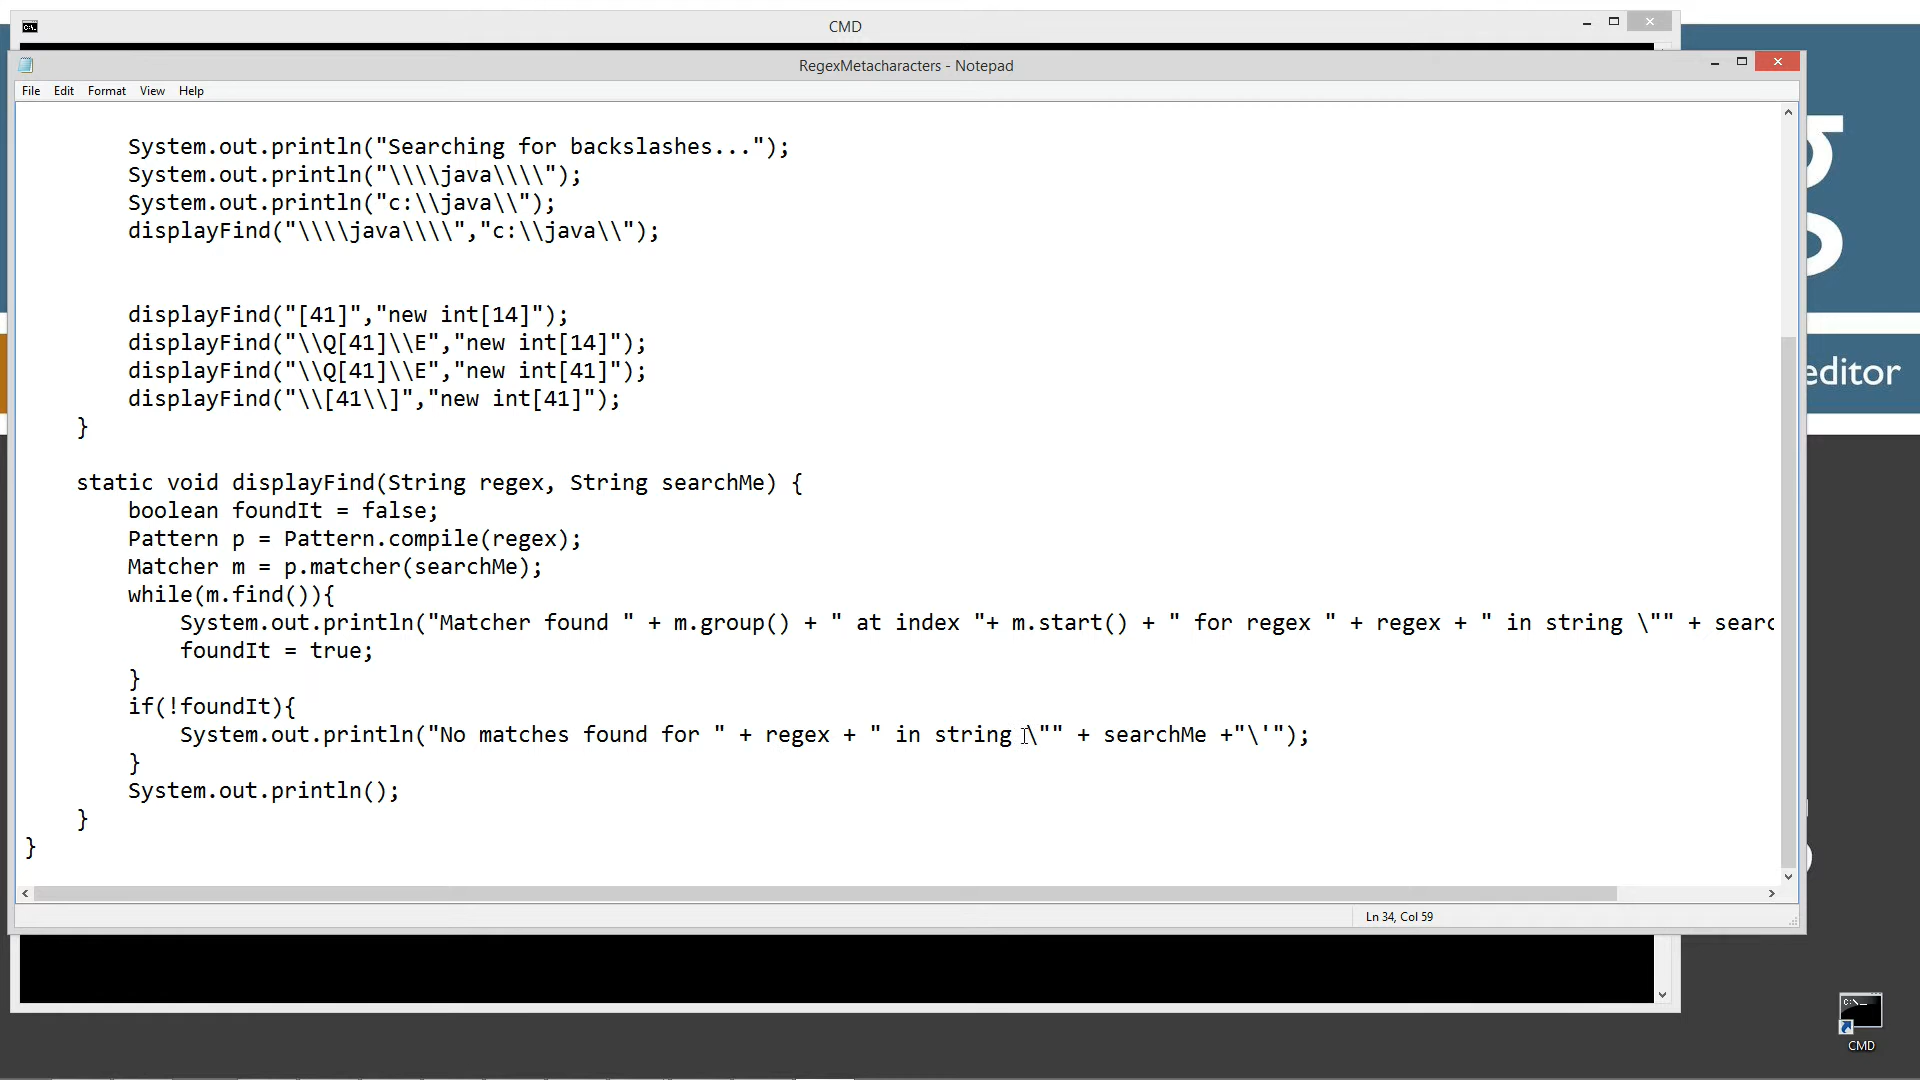 CMD
RegexMetacharacters - Notepad
File Edit Format View Help
System.out.println("Searching for backslashes...");
System.out.println("\\\\java\\\\");
System.out.println("c:\\java\\");
displayFind("\\\\java\\\\","c:\\java\\");
displayFind("[41]","new int[14]");
displayFind("\\Q[41]\\E","new int[14]");
displayFind("\\Q[41]\\E","new int[41]");
displayFind("\\[41\\]","new int[41]");
}
static void displayFind(String regex, String searchMe) {
boolean foundIt = false;
Pattern p = Pattern.compile(regex);
Matcher m = p.matcher(searchMe);
while(m.find()){
System.out.println("Matcher found " + m.group() + " at index "+ m.start() + " for regex " + regex + " in string \"" + searc
foundIt = true;
}
if(!foundIt){
System.out.println("No matches found for " + regex + " in string \"" + searchMe +"\'");
}
System.out.println();
}
}
Ln 34, Col 59
g
editor
CMD